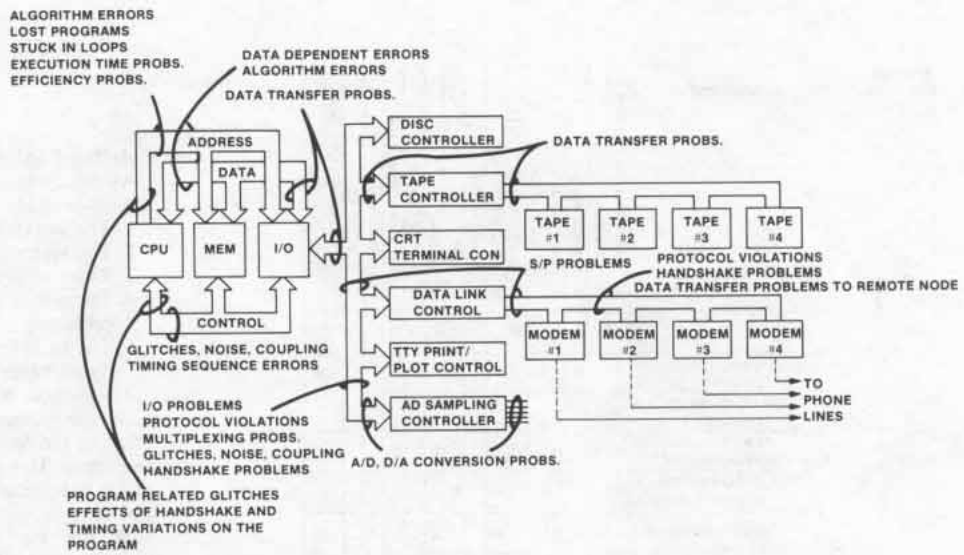 ALGORITHM ERRORS
LOST PROGRAMS
STUCK IN LOOPS
EXECUTION TIME PROBS.
EFFICIENCY PROBS.
DATA DEPENDENT ERRORS
ALGORITHM ERRORS
DATA TRANSFER PROBS.
ADDRESS
DATA
CPU
MEM
I/O
CONTROL
GLITCHES, NOISE, COUPLING
TIMING SEQUENCE ERRORS
I/O PROBLEMS
PROTOCOL VIOLATIONS
MULTIPLEXING PROBS.
GLITCHES, NOISE, COUPLING
HANDSHAKE PROBLEMS
PROGRAM RELATED GLITCHES
EFFECTS OF HANDSHAKE AND
TIMING VARIATIONS ON THE
PROGRAM
DISC
CONTROLLER
TAPE
CONTROLLER
CRT
TERMINAL CON
DATA LINK
CONTROL
TTY PRINT/
PLOT CONTROL
AD SAMPLING
CONTROLLER
A/D, D/A CONVERSION PROBS.
DATA TRANSFER PROBS.
TAPE
#1
TAPE
#2
TAPE
#3
TAPE
#4
S/P PROBLEMS
PROTOCOL VIOLATIONS
HANDSHAKE PROBLEMS
DATA TRANSFER PROBLEMS TO REMOTE NODE
MODEM
#1
MODEM
#2
MODEM
#3
MODEM
#4
TO
PHONE
LINES